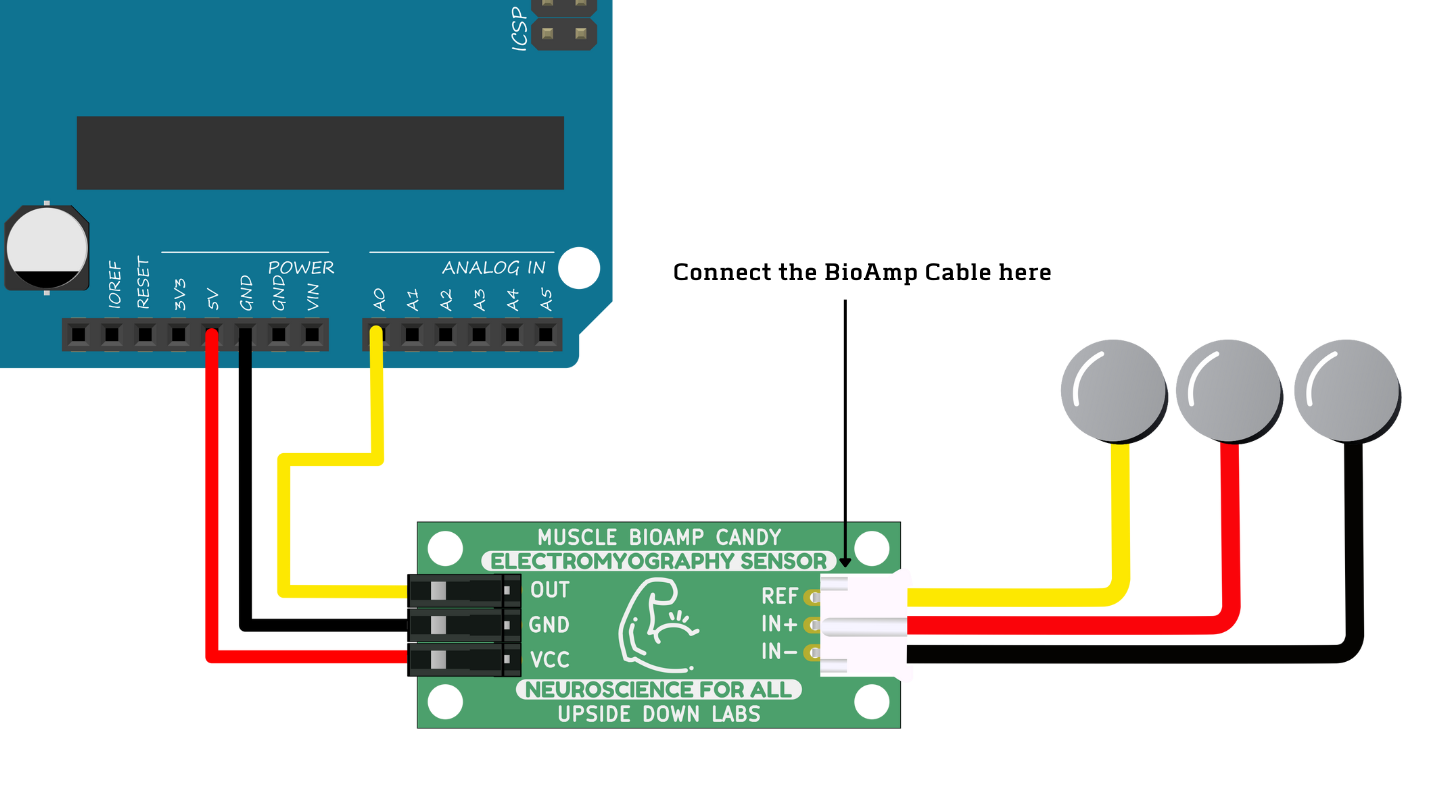 ICSP
POWER
ANALOG IN
IOREF
RESET
3V3
5V
GND
GND
VIN
A0
A1
A2
A3
A4
A5
Connect the BioAmp Cable here
MUSCLE BIOAMP CANDY
ELECTROMYOGRAPHY SENSOR
OUT
GND
VCC
REF
IN+
IN−
NEUROSCIENCE FOR ALL
UPSIDE DOWN LABS